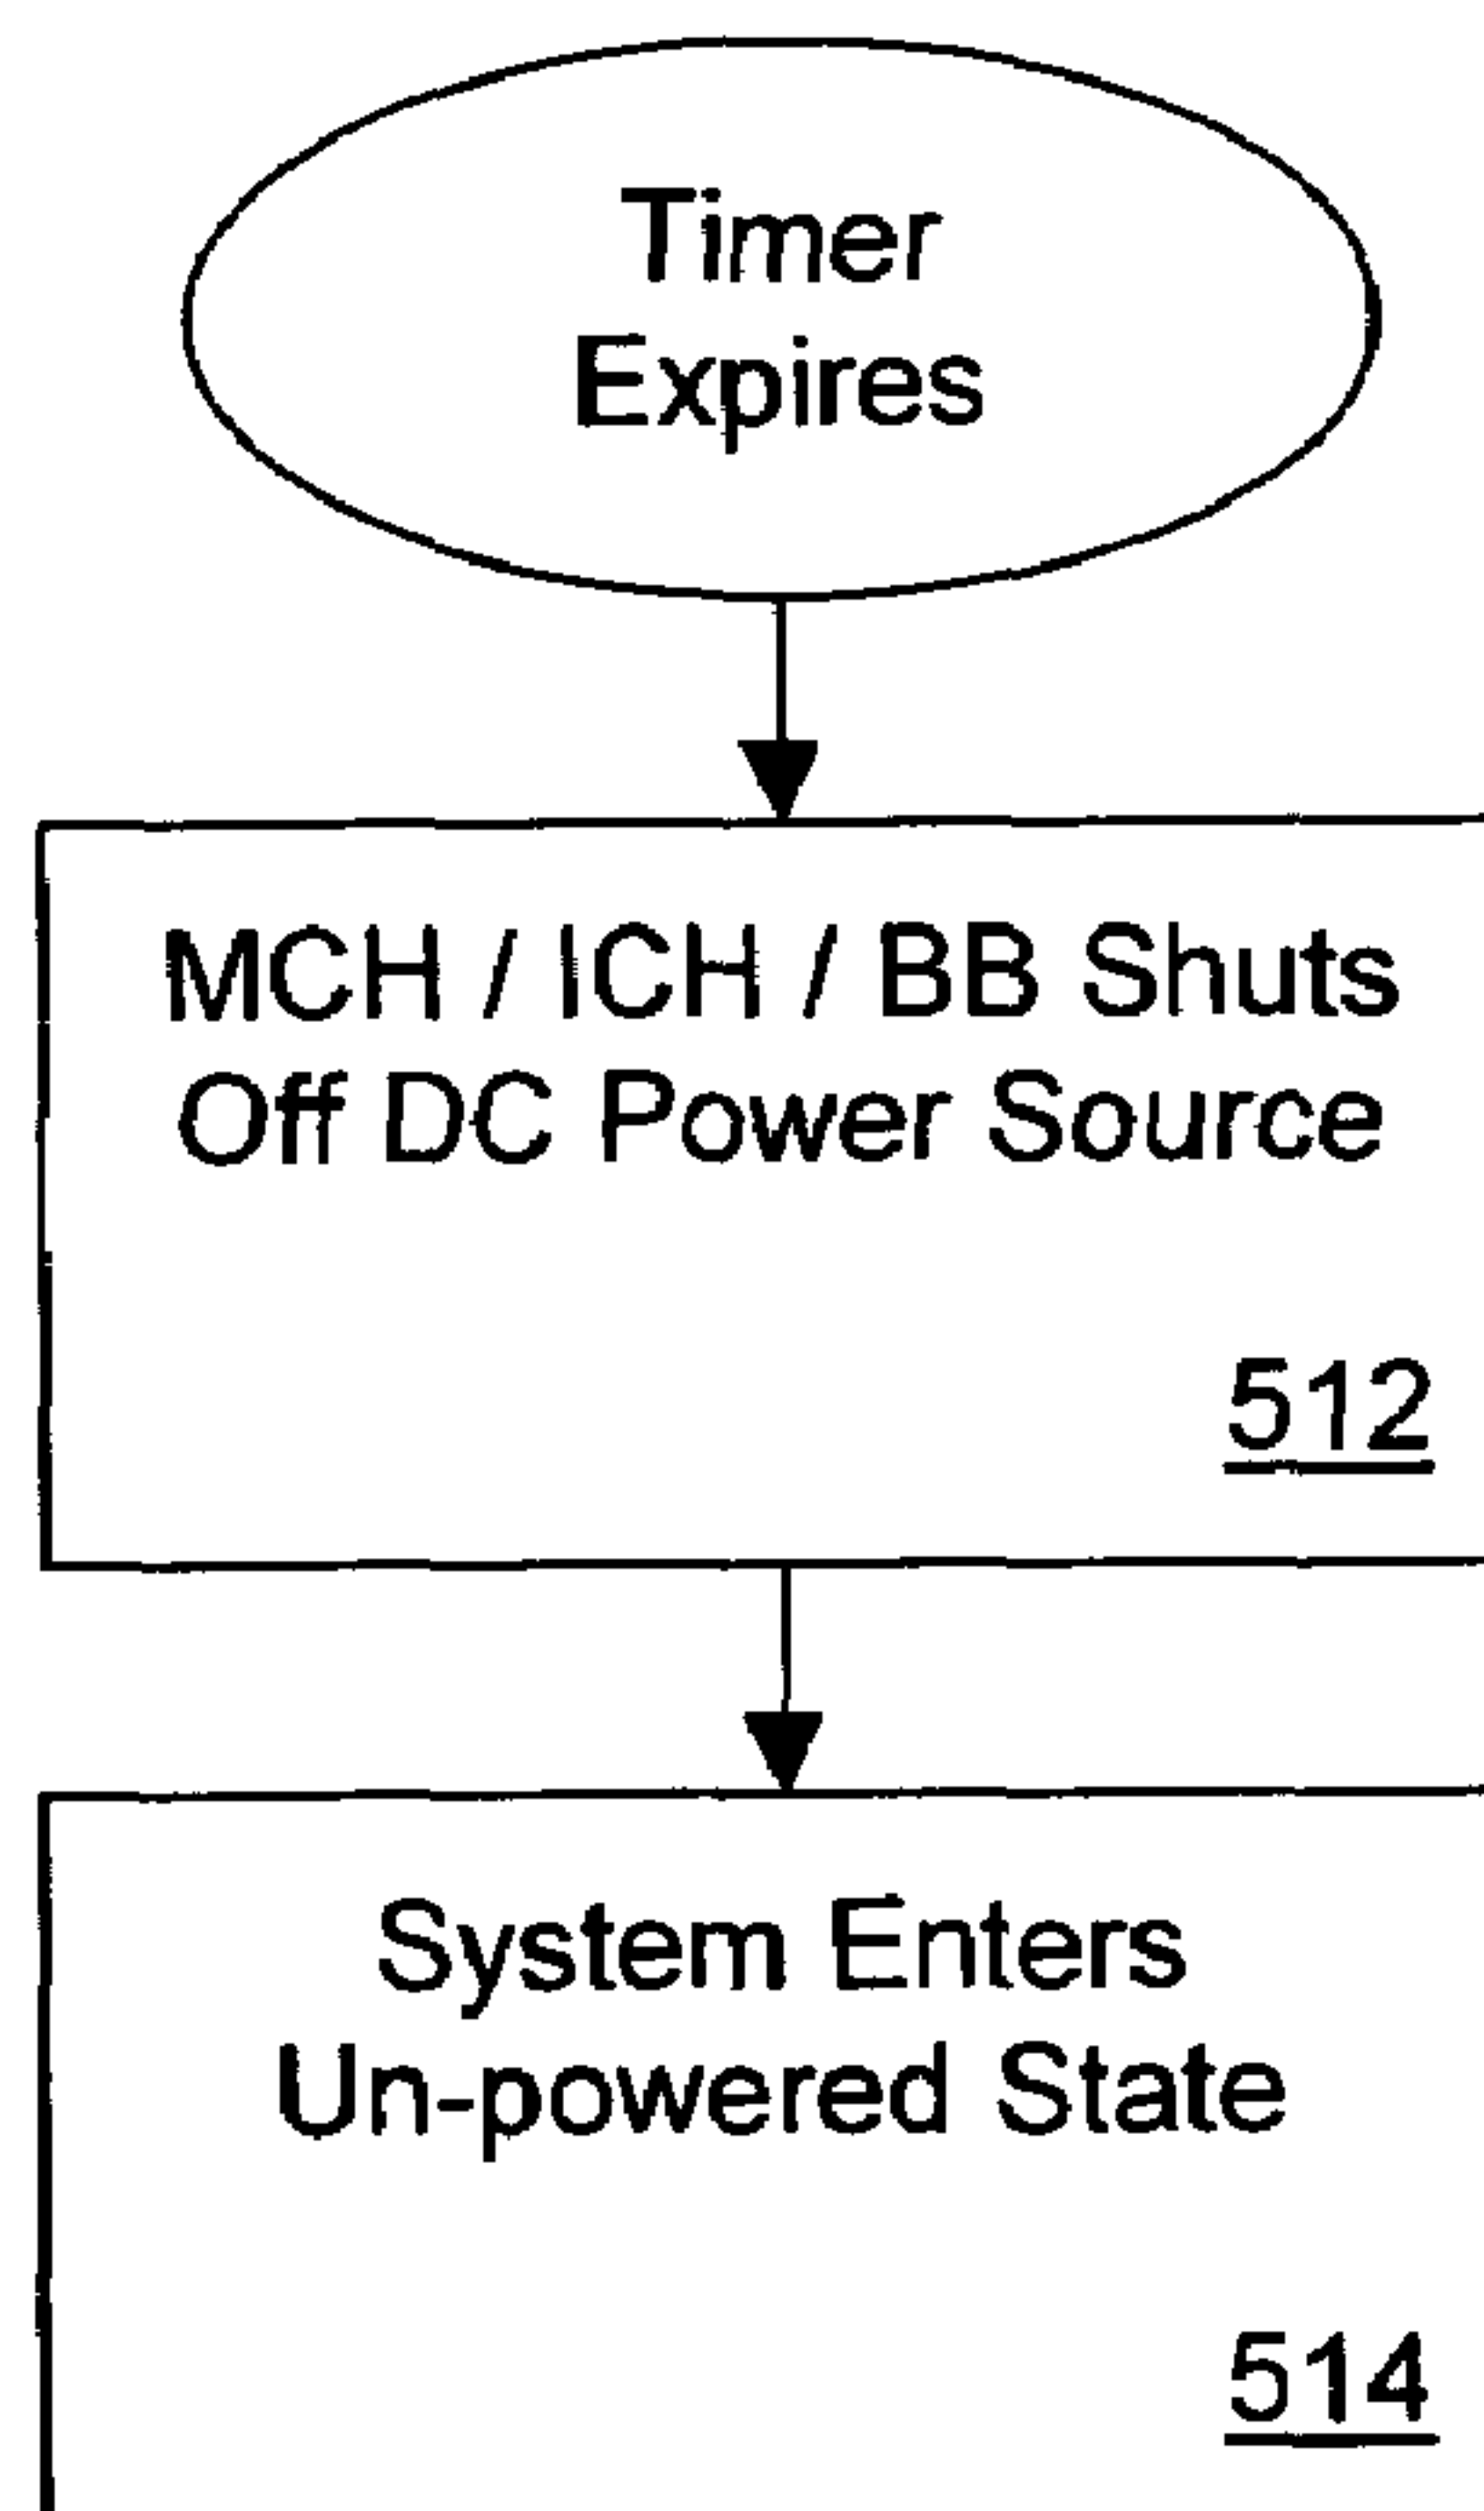 Timer
Expires
MCH / ICH / BB Shuts
Off DC Power Source
512
System Enters
Un-powered State
514